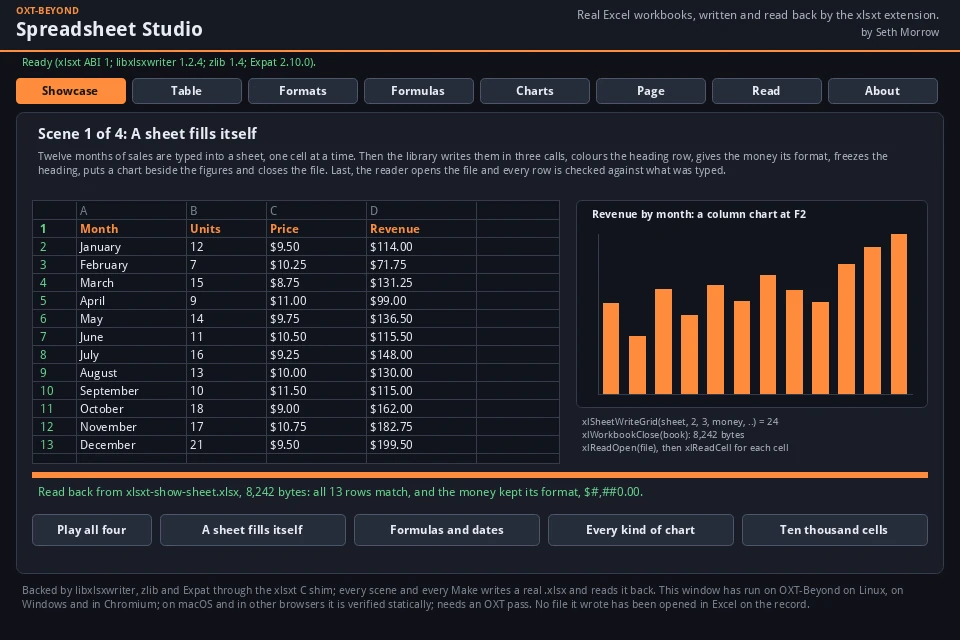 OXT-BEYOND
Spreadsheet Studio
Real Excel workbooks, written and read back by the xlsxt extension.
by Seth Morrow
Ready (xlsxt ABI 1; libxlsxwriter 1.2.4; zlib 1.4; Expat 2.10.0).
Showcase Table Formats Formulas Charts Page Read About
Scene 1 of 4: A sheet fills itself
Twelve months of sales are typed into a sheet, one cell at a time. Then the library writes them in three calls, colours the heading row, gives the money its format, freezes the
heading, puts a chart beside the figures and closes the file. Last, the reader opens the file and every row is checked against what was typed.
A B C D
1 Month Units Price Revenue
2 January 12 $9.50 $114.00
3 February 7 $10.25 $71.75
4 March 15 $8.75 $131.25
5 April 9 $11.00 $99.00
6 May 14 $9.75 $136.50
7 June 11 $10.50 $115.50
8 July 16 $9.25 $148.00
9 August 13 $10.00 $130.00
10 September 10 $11.50 $115.00
11 October 18 $9.00 $162.00
12 November 17 $10.75 $182.75
13 December 21 $9.50 $199.50
Revenue by month: a column chart at F2
xlSheetWriteGrid(sheet, 2, 3, money, ..) = 24
xlWorkbookClose(book): 8,242 bytes
xlReadOpen(file), then xlReadCell for each cell
Read back from xlsxt-show-sheet.xlsx, 8,242 bytes: all 13 rows match, and the money kept its format, $#,##0.00.
Play all four A sheet fills itself Formulas and dates Every kind of chart Ten thousand cells
Backed by libxlsxwriter, zlib and Expat through the xlsxt C shim; every scene and every Make writes a real .xlsx and reads it back. This window has run on OXT-Beyond on Linux, on
Windows and in Chromium; on macOS and in other browsers it is verified statically; needs an OXT pass. No file it wrote has been opened in Excel on the record.